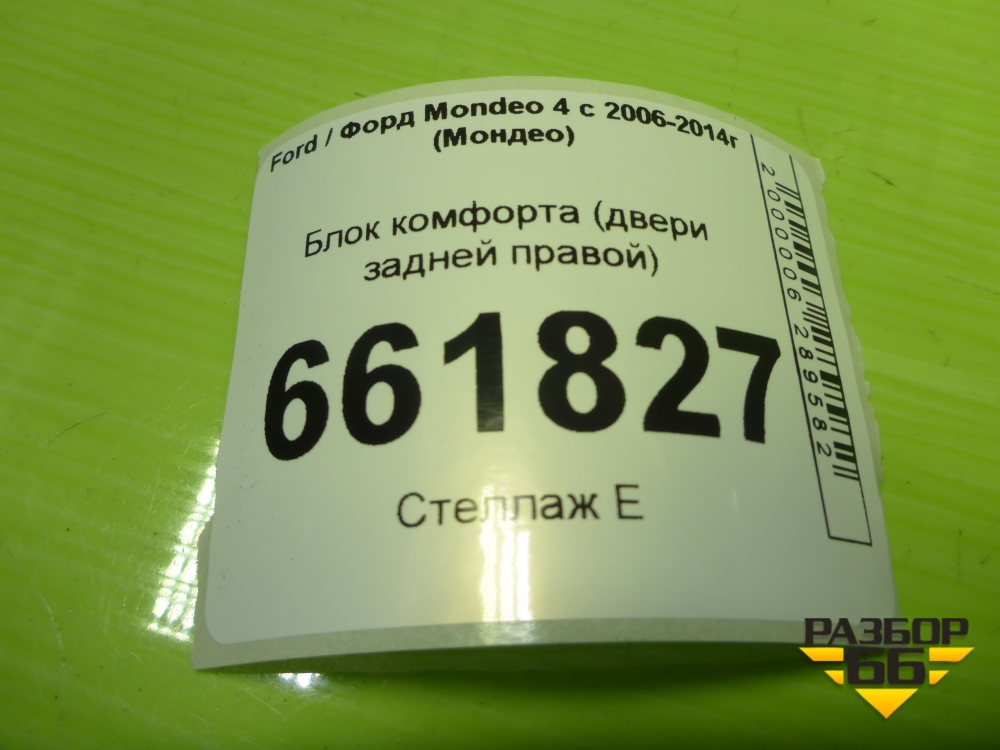 Ford / Форд Mondeo 4 с 2006-2014г
(Мондео)
Блок комфорта (двери
задней правой)
661827
Стеллаж Е
2000006289582
РАЗБОР
66